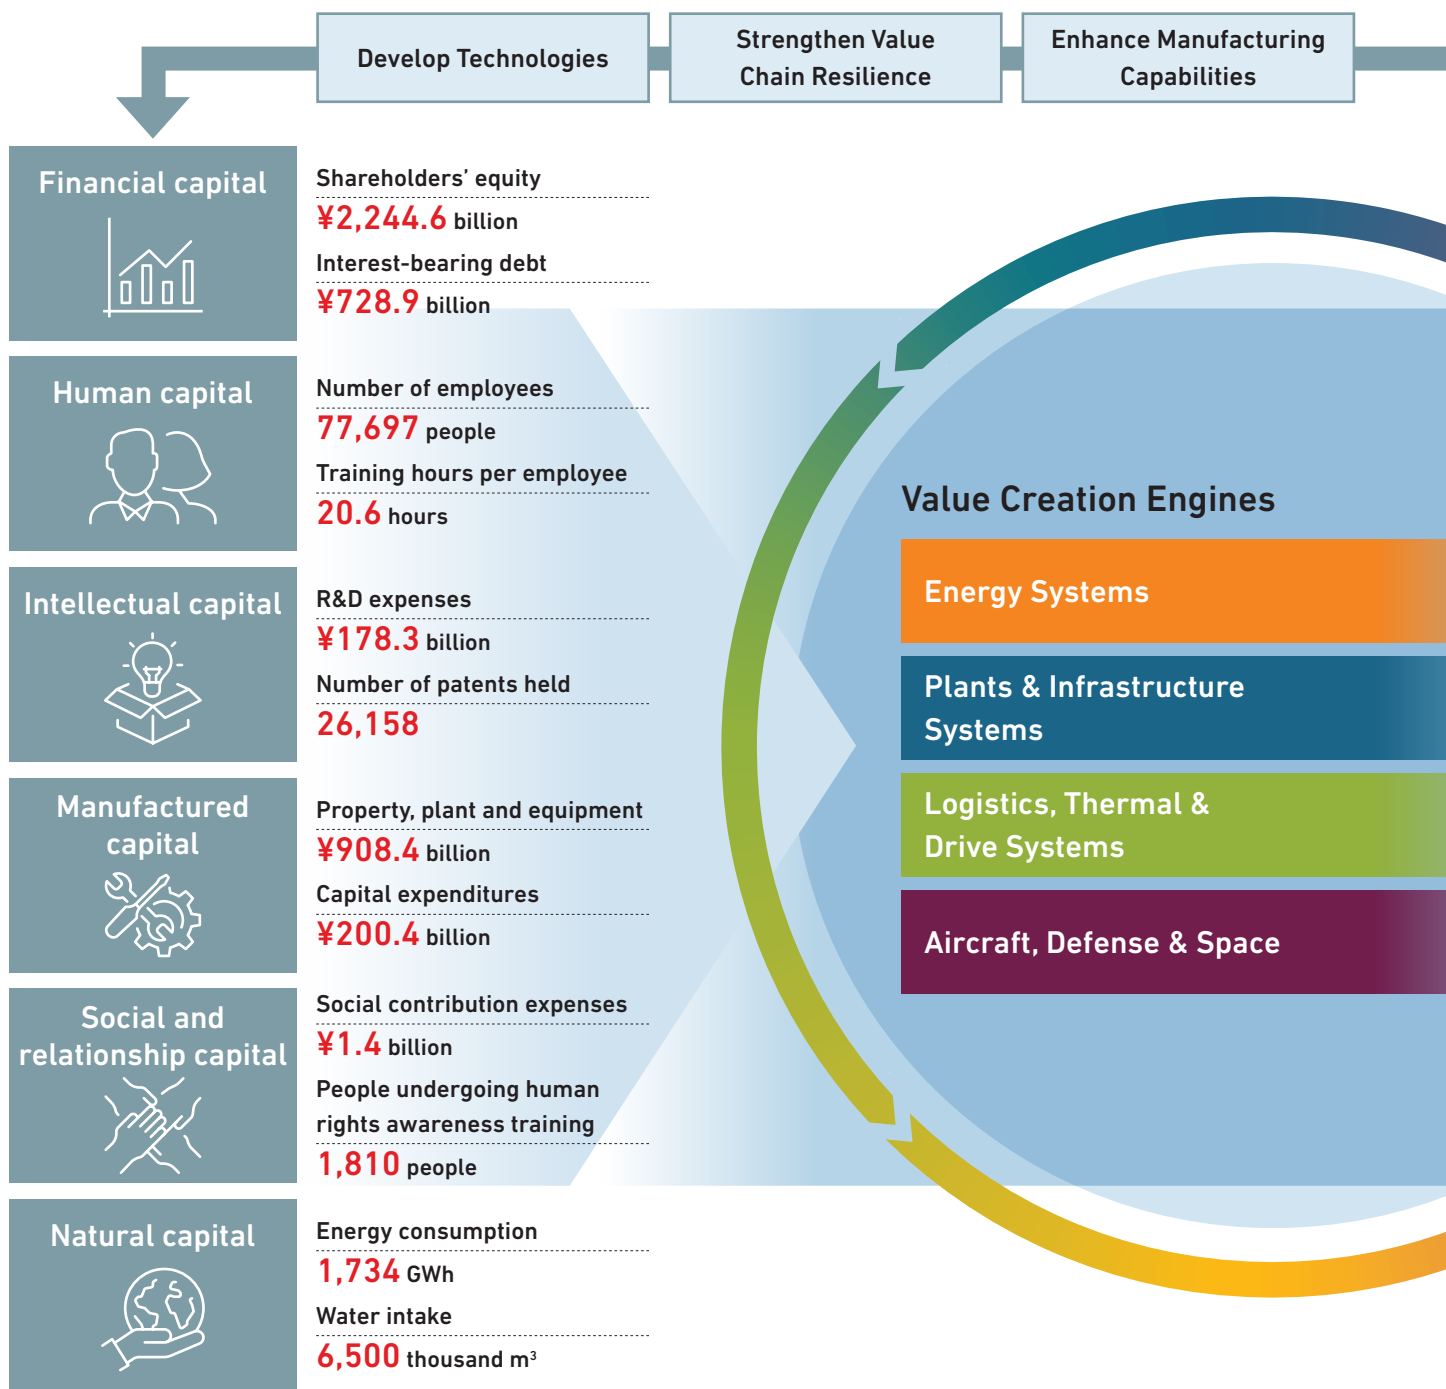 Develop Technologies
Strengthen Value
Chain Resilience
Enhance Manufacturing
Capabilities
Financial capital
Shareholders’ equity
¥2,244.6 billion
Interest-bearing debt
¥728.9 billion
Human capital
Number of employees
77,697 people
Training hours per employee
20.6 hours
Intellectual capital
R&D expenses
¥178.3 billion
Number of patents held
26,158
Manufactured
capital
Property, plant and equipment
¥908.4 billion
Capital expenditures
¥200.4 billion
Social and
relationship capital
Social contribution expenses
¥1.4 billion
People undergoing human
rights awareness training
1,810 people
Natural capital
Energy consumption
1,734 GWh
Water intake
6,500 thousand m³
Value Creation Engines
Energy Systems
Plants & Infrastructure
Systems
Logistics, Thermal &
Drive Systems
Aircraft, Defense & Space